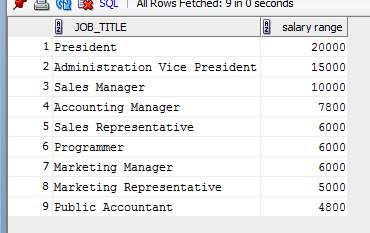 SQL | All Rows Fetched: 9 in 0 seconds
JOB_TITLE salary range
1 President 20000
2 Administration Vice President 15000
3 Sales Manager 10000
4 Accounting Manager 7800
5 Sales Representative 6000
6 Programmer 6000
7 Marketing Manager 6000
8 Marketing Representative 5000
9 Public Accountant 4800